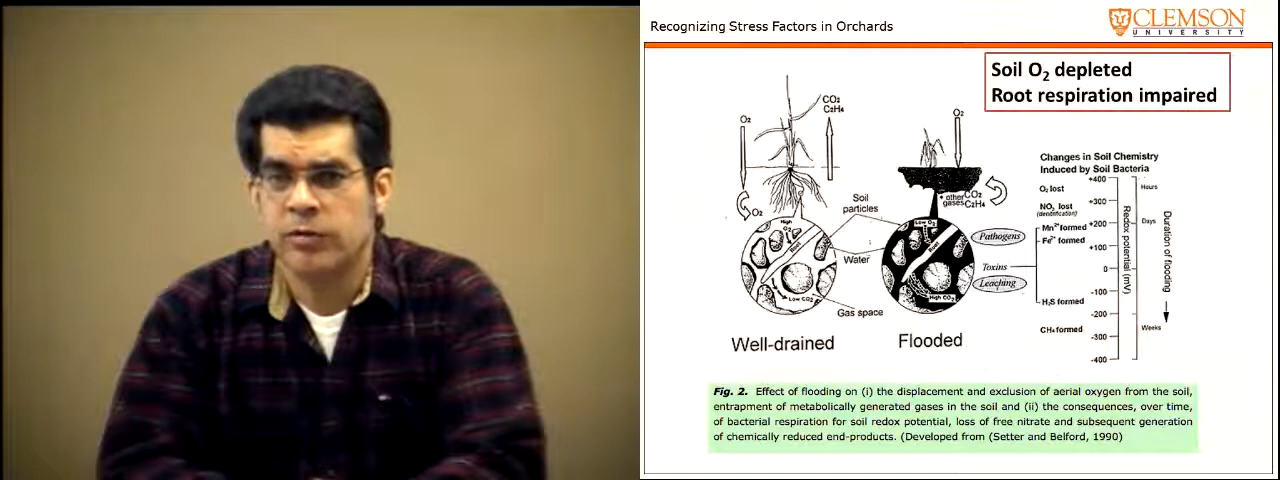 Recognizing Stress Factors in Orchards
CLEMSON
UNIVERSITY
Soil O₂ depleted
Root respiration impaired
O₂
CO₂
C₂H₄
O₂
O₂
+ other CO₂
gases C₂H₄
Soil
particles
Water
Gas space
High
O₂
Root
Low CO₂
Low O₂
Root
High CO₂
Pathogens
Toxins
Leaching
Well-drained
Flooded
Changes in Soil Chemistry
Induced by Soil Bacteria
O₂ lost
NO₃ lost
Mn²⁺ formed
Fe²⁺ formed
H₂S formed
CH₄ formed
+400
+300
+200
+100
0
-100
-200
-300
-400
Redox potential (mV)
Hours
Days
Weeks
Duration of flooding
Fig. 2. Effect of flooding on (i) the displacement and exclusion of aerial oxygen from the soil,
entrapment of metabolically generated gases in the soil and (ii) the consequences, over time,
of bacterial respiration for soil redox potential, loss of free nitrate and subsequent generation
of chemically reduced end-products. (Developed from (Setter and Belford, 1990)